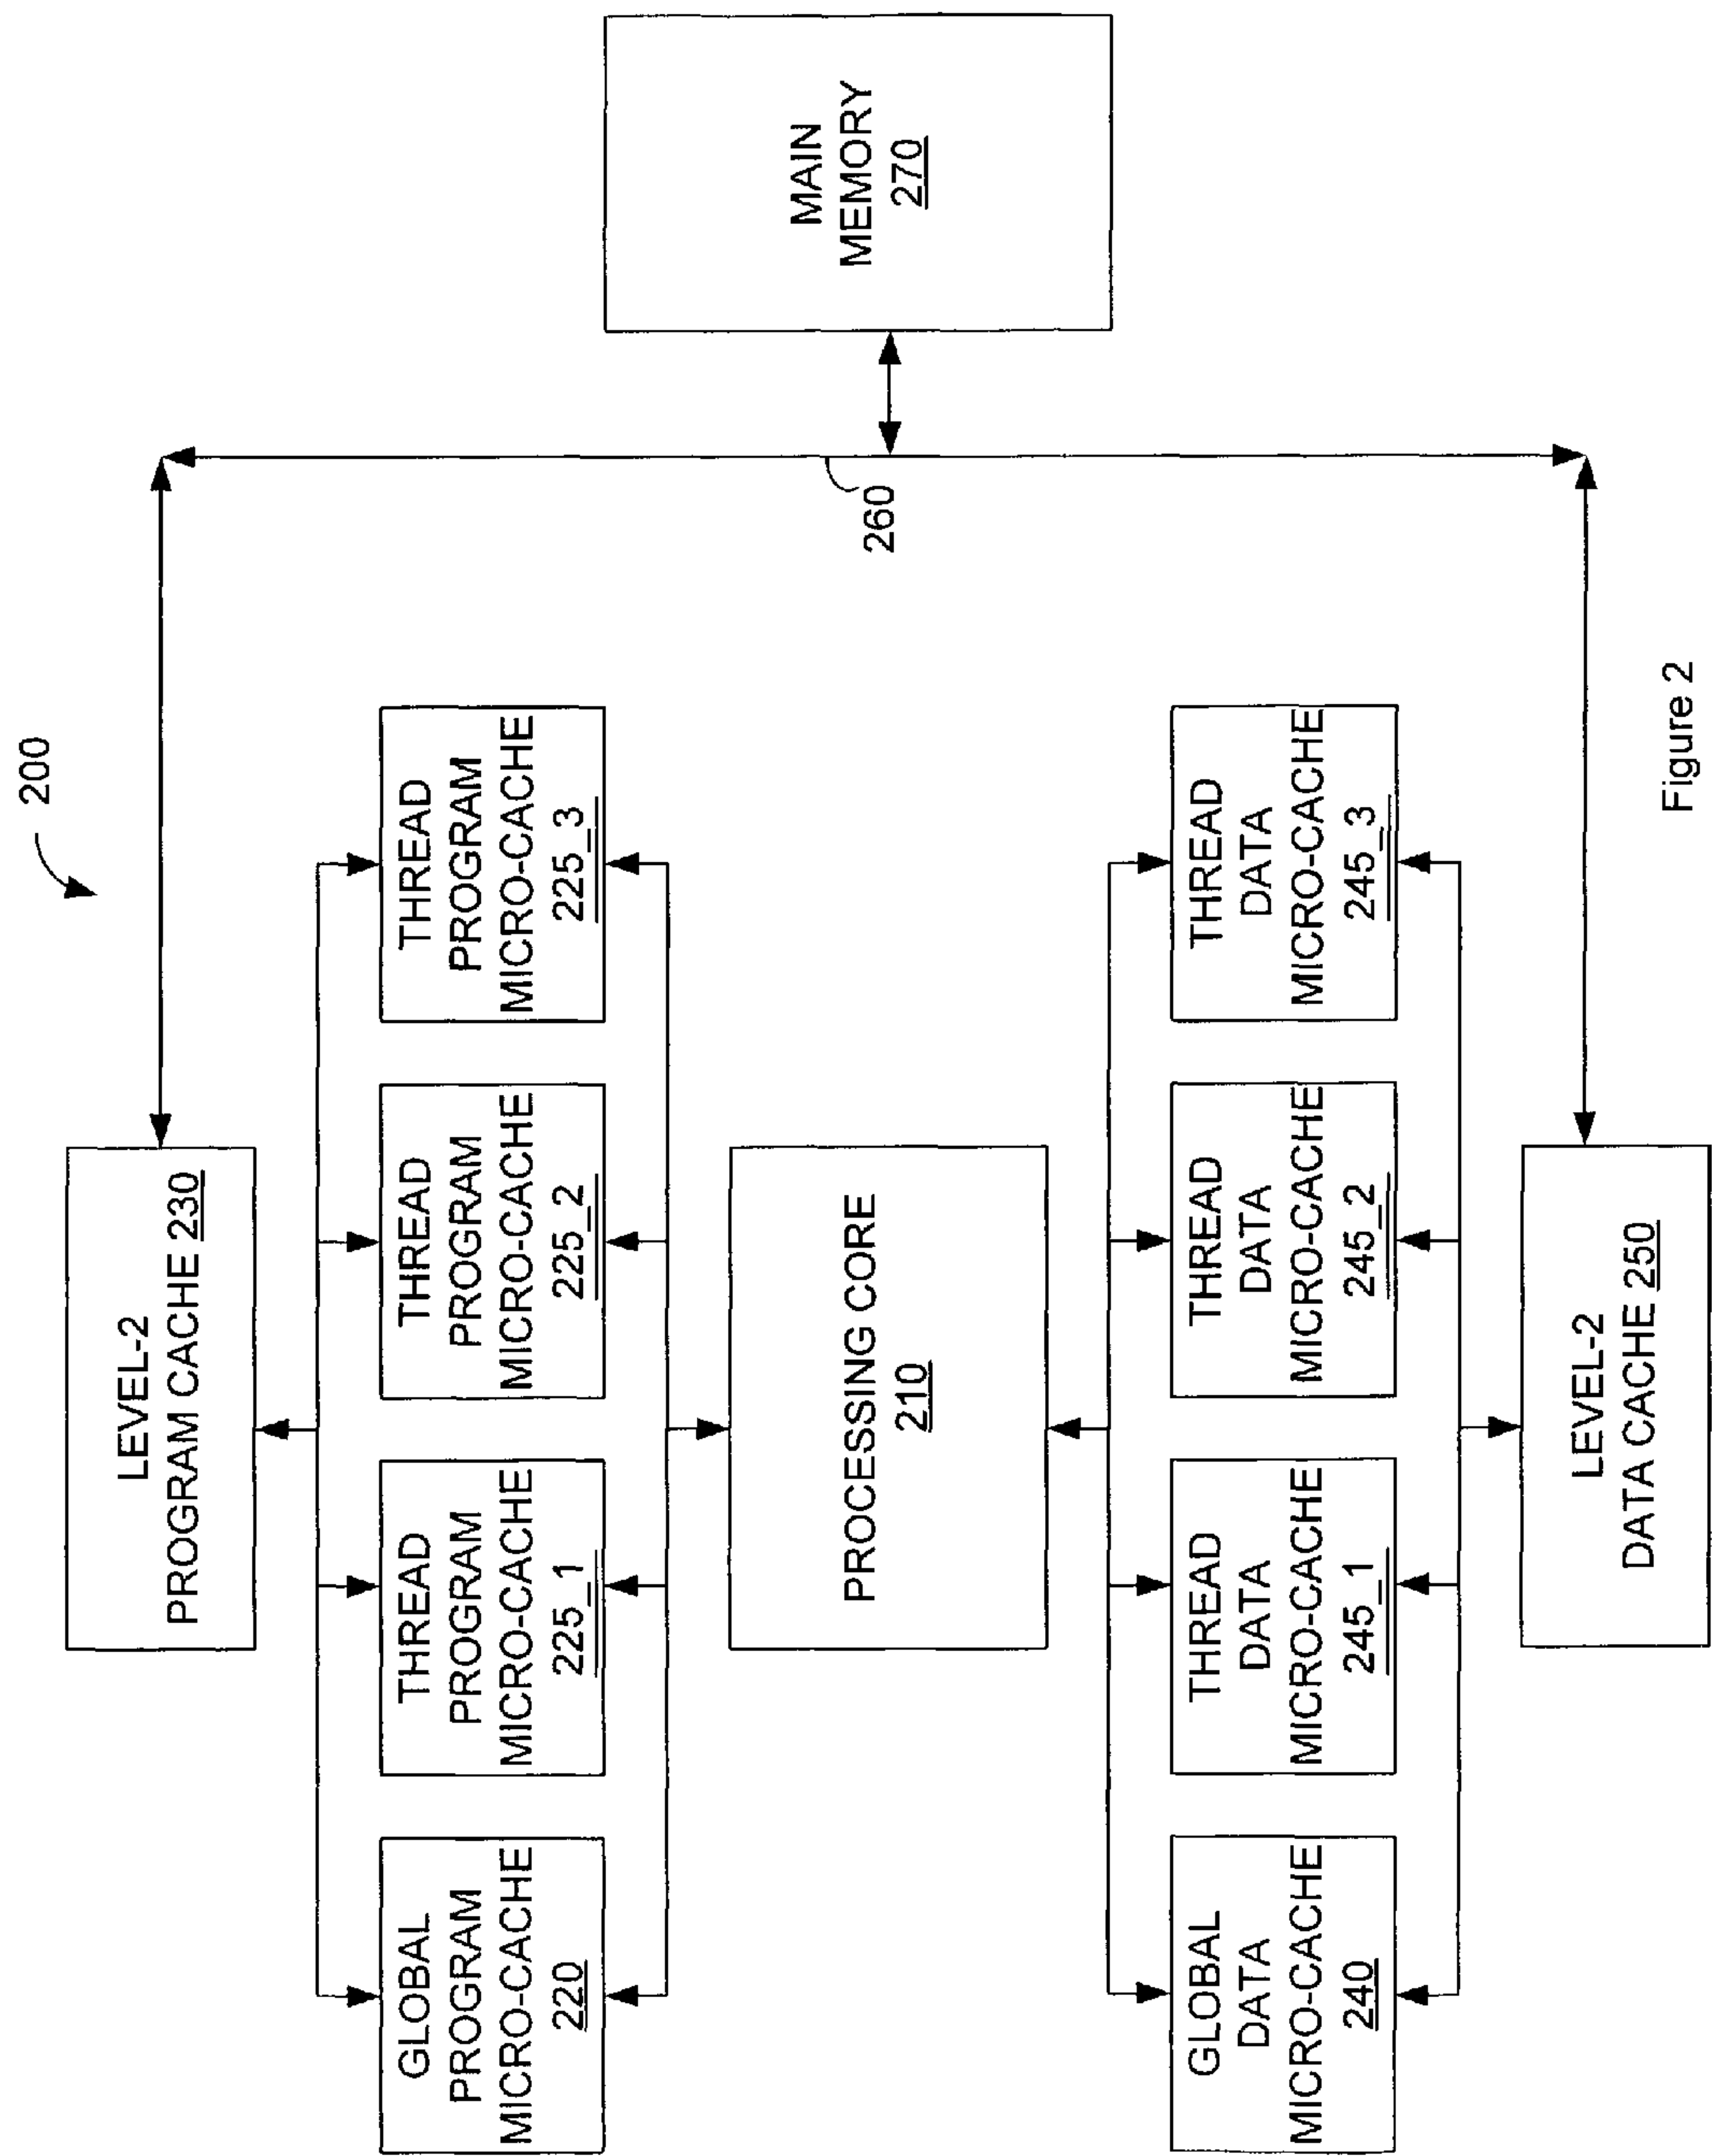 200
LEVEL-2
PROGRAM CACHE 230
GLOBAL
PROGRAM
MICRO-CACHE
220
THREAD
PROGRAM
MICRO-CACHE
225_1
THREAD
PROGRAM
MICRO-CACHE
225_2
THREAD
PROGRAM
MICRO-CACHE
225_3
PROCESSING CORE
210
260
MAIN
MEMORY
270
GLOBAL
DATA
MICRO-CACHE
240
THREAD
DATA
MICRO-CACHE
245_1
THREAD
DATA
MICRO-CACHE
245_2
THREAD
DATA
MICRO-CACHE
245_3
LEVEL-2
DATA CACHE 250
Figure 2